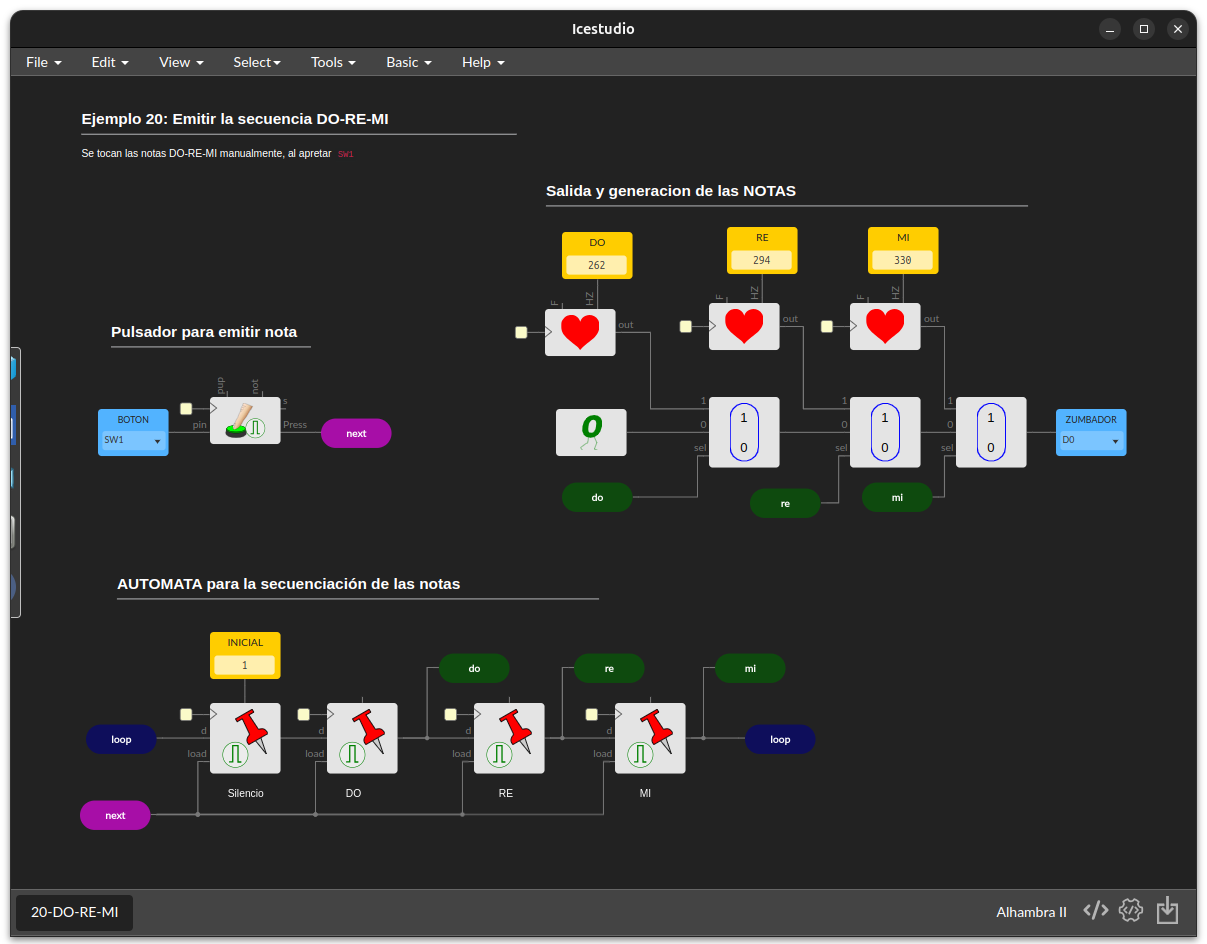 Icestudio
File Edit View Select Tools Basic Help
Ejemplo 20: Emitir la secuencia DO-RE-MI
Se tocan las notas DO-RE-MI manualmente, al apretar SW1
Salida y generacion de las NOTAS
DO
262
RE
294
MI
330
F
HZ
out
F
HZ
out
F
HZ
out
Pulsador para emitir nota
BOTON
SW1
pin
pup
not
s
Press
next
0
1
0
sel
1
0
1
0
sel
1
0
1
0
sel
1
0
ZUMBADOR
D0
do
re
mi
AUTOMATA para la secuenciación de las notas
INICIAL
1
do
re
mi
loop
d
load
d
load
d
load
d
load
loop
Silencio
DO
RE
MI
next
20-DO-RE-MI
Alhambra II